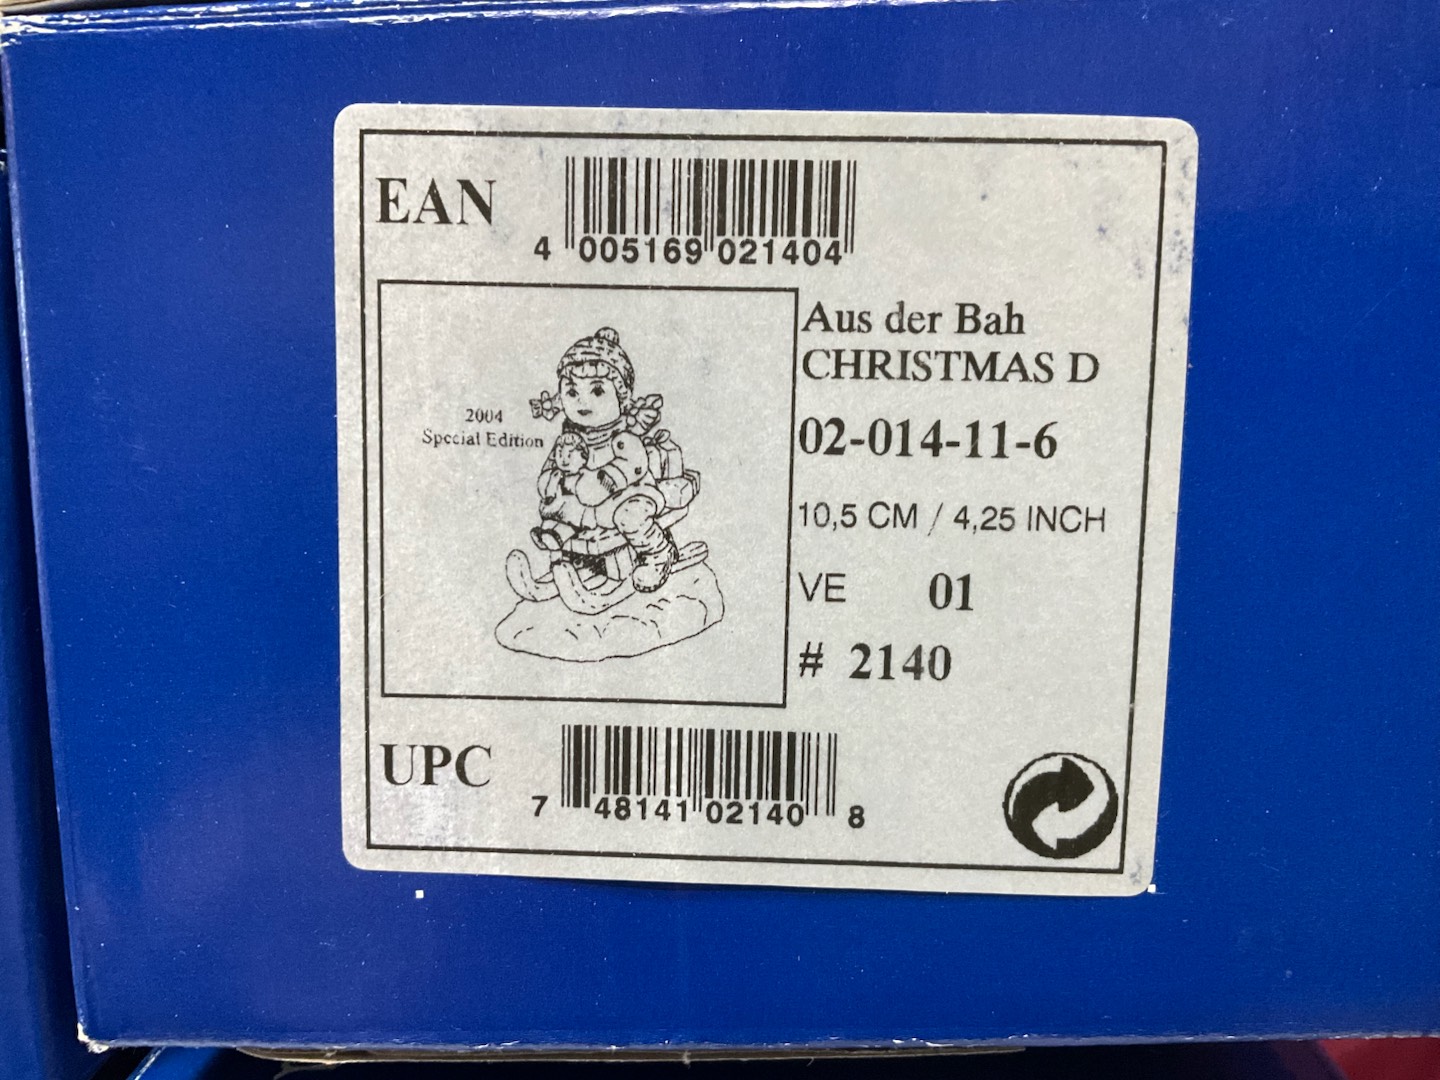 EAN
4 005169 021404
2004
Special Edition
Aus der Bah
CHRISTMAS D
02-014-11-6
10,5 CM / 4,25 INCH
VE 01
# 2140
UPC
7 48141 02140 8